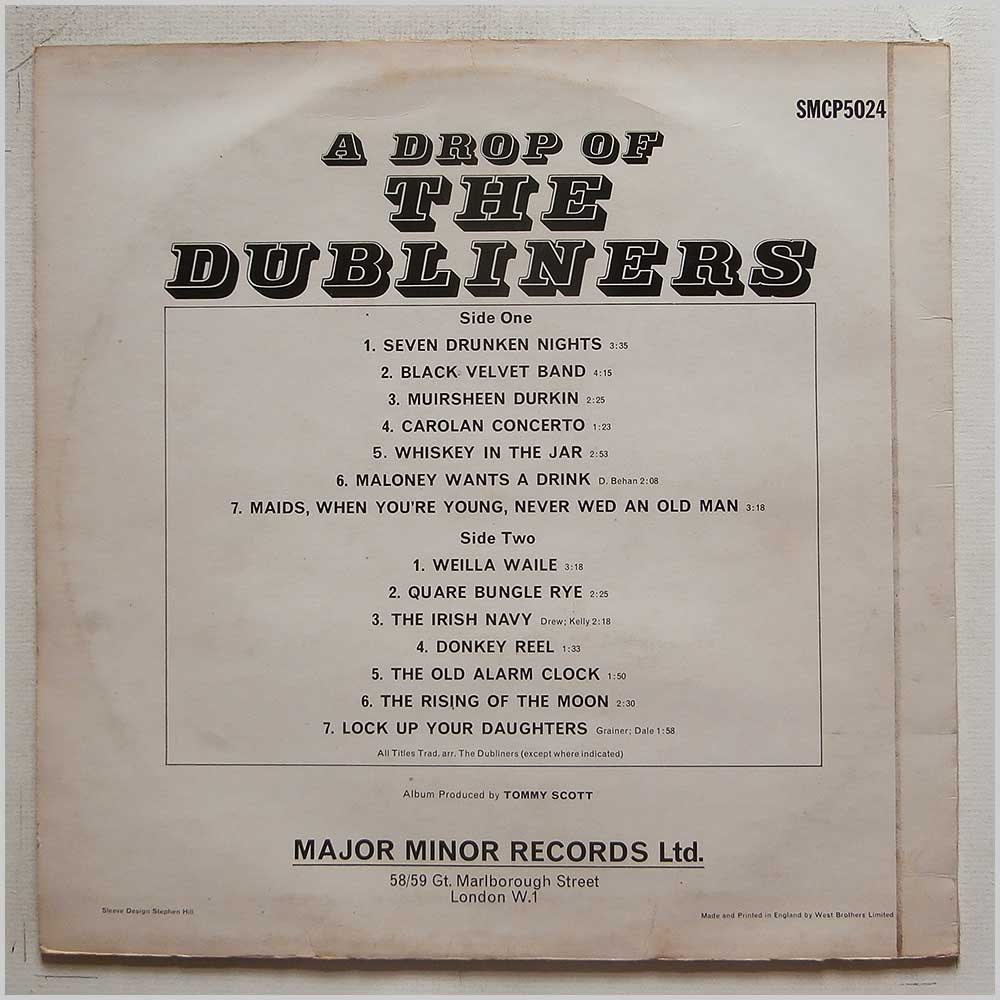 SMCP5024
A DROP OF
THE
DUBLINERS
Side One
1. SEVEN DRUNKEN NIGHTS 3:35
2. BLACK VELVET BAND 4:15
3. MUIRSHEEN DURKIN 2:25
4. CAROLAN CONCERTO 1:23
5. WHISKEY IN THE JAR 2:53
6. MALONEY WANTS A DRINK D. Behan 2:08
7. MAIDS, WHEN YOU'RE YOUNG, NEVER WED AN OLD MAN 3:18
Side Two
1. WEILLA WAILE 3:18
2. QUARE BUNGLE RYE 2:25
3. THE IRISH NAVY Drew; Kelly 2:18
4. DONKEY REEL 1:33
5. THE OLD ALARM CLOCK 1:50
6. THE RISING OF THE MOON 2:30
7. LOCK UP YOUR DAUGHTERS Grainer; Dale 1:58
All Titles Trad. arr. The Dubliners (except where indicated)
Album Produced by TOMMY SCOTT
MAJOR MINOR RECORDS Ltd.
58/59 Gt. Marlborough Street
London W.1
Sleeve Design Stephen Hill
Made and Printed in England by West Brothers Limited